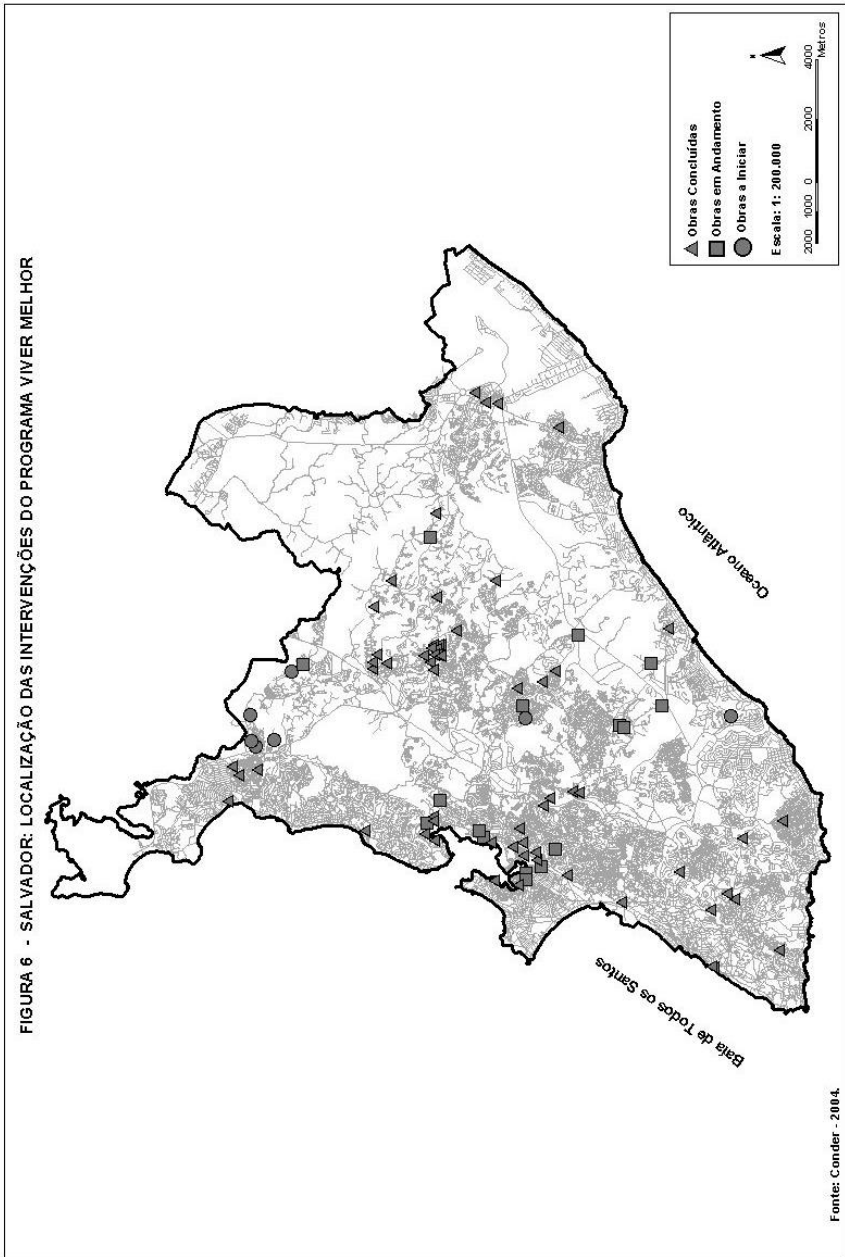 FIGURA 6 - SALVADOR: LOCALIZAÇÃO DAS INTERVENÇÕES DO PROGRAMA VIVER MELHOR
Oceano Atlântico
Baía de Todos os Santos
Obras Concluídas
Obras em Andamento
Obras a Iniciar
Escala: 1: 200.000
N
2000 1000 0 2000 4000
Metros
Fonte: Conder - 2004.